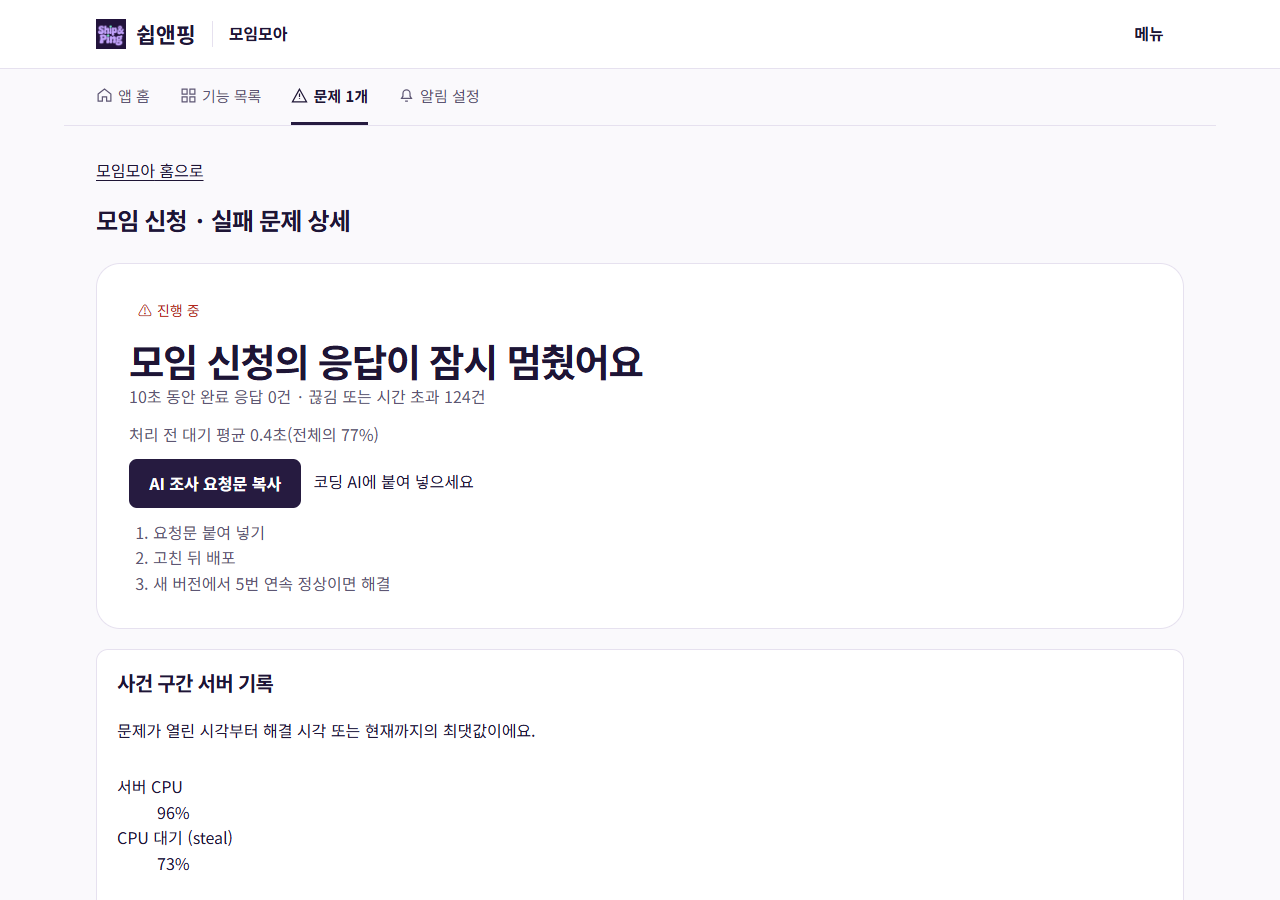 Ship&
Ping
쉽앤핑
모임모아
메뉴
앱 홈
기능 목록
문제 1개
알림 설정
모임모아 홈으로
모임 신청 · 실패 문제 상세
진행 중
모임 신청의 응답이 잠시 멈췄어요
10초 동안 완료 응답 0건 · 끊김 또는 시간 초과 124건
처리 전 대기 평균 0.4초(전체의 77%)
AI 조사 요청문 복사
코딩 AI에 붙여 넣으세요
1. 요청문 붙여 넣기
2. 고친 뒤 배포
3. 새 버전에서 5번 연속 정상이면 해결
사건 구간 서버 기록
문제가 열린 시각부터 해결 시각 또는 현재까지의 최댓값이에요.
서버 CPU
96%
CPU 대기 (steal)
73%